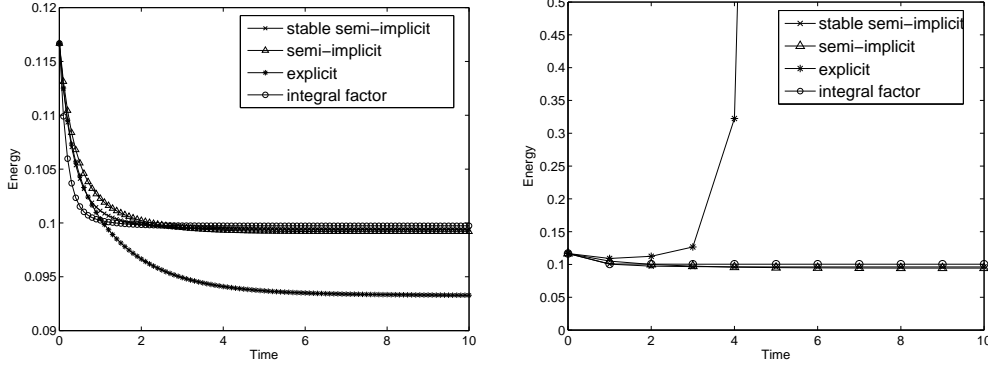 0.12
0.115
0.11
0.105
0.1
0.095
0.09
Energy
0
2
4
6
8
10
Time
stable semi−implicit
semi−implicit
explicit
integral factor
0.5
0.45
0.4
0.35
0.3
0.25
0.2
0.15
0.1
0.05
0
Energy
0
2
4
6
8
10
Time
stable semi−implicit
semi−implicit
explicit
integral factor